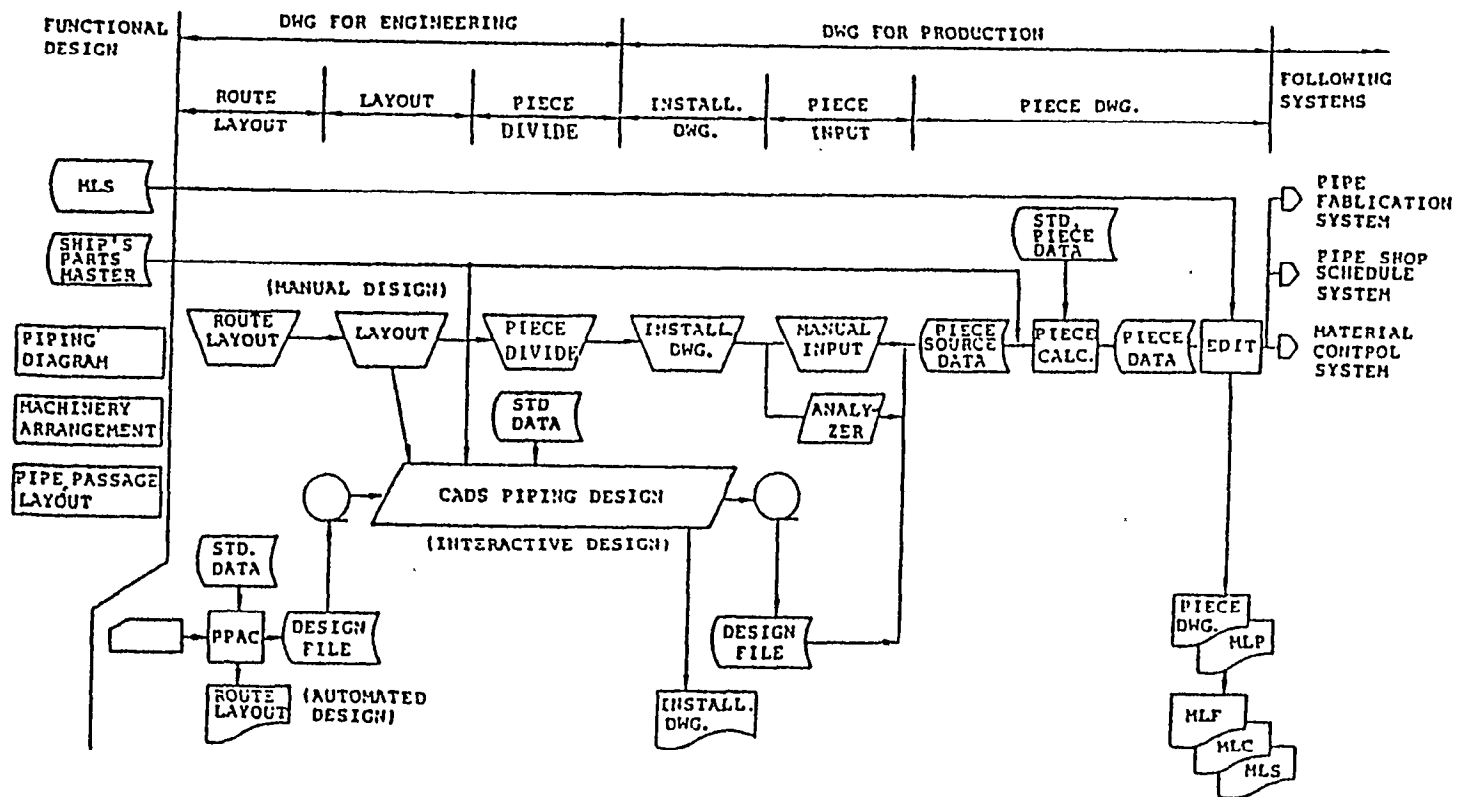 FUNCTIONAL
DESIGN
DWG FOR ENGINEERING
DWG FOR PRODUCTION
FOLLOWING
SYSTEMS
ROUTE
LAYOUT
LAYOUT
PIECE
DIVIDE
INSTALL.
DWG.
PIECE
INPUT
PIECE DWG.
MLS
SHIP'S
PARTS
MASTER
PIPING
DIAGRAM
MACHINERY
ARRANGEMENT
PIPE PASSAGE
LAYOUT
(MANUAL DISIGN)
ROUTE
LAYOUT
LAYOUT
PIECE
DIVIDE
INSTALL.
DWG.
MANUAL
INPUT
PIECE
SOURCE
DATA
STD.
PIECE
DATA
PIECE
CALC.
PIECE
DATA
EDIT
PIPE
FABLICATION
SYSTEM
PIPE SHOP
SCHEDULE
SYSTEM
MATERIAL
CONTPOL
SYSTEM
ANALY-
ZER
STD
DATA
CADS PIPING DESIGN
(INTERACTIVE DESIGN)
STD.
DATA
PPAC
DESIGN
FILE
ROUTE
LAYOUT
(AUTOMATED
DESIGN)
DESIGN
FILE
INSTALL.
DWG.
PIECE
DWG.
MLP
MLF
MLC
MLS